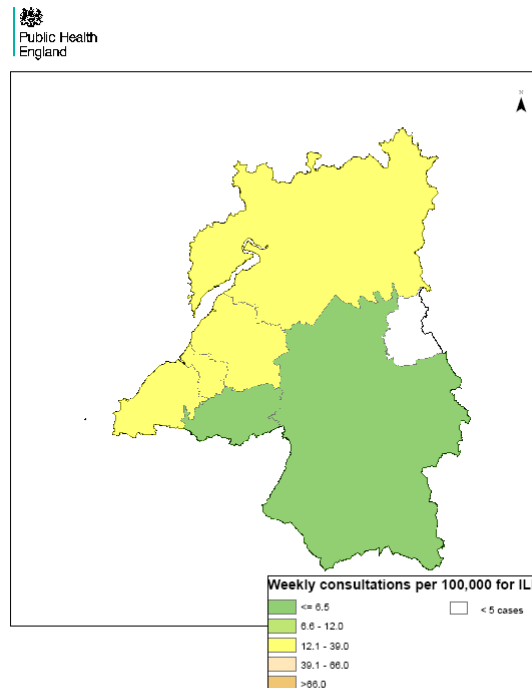 Public Health
England
N
Weekly consultations per 100,000 for IL
<= 6.5
< 5 cases
6.6 - 12.0
12.1 - 39.0
39.1 - 66.0
>66.0